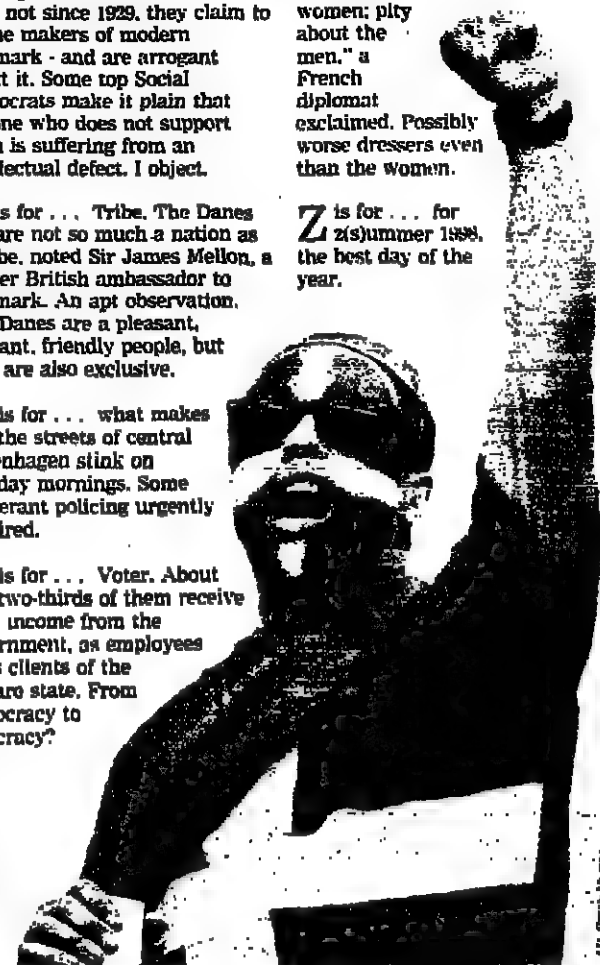 not since 1929. they claim to
e makers of modern
mark - and are arrogant
t it. Some top Social
ocrats make it plain that
ne who does not support
is suffering from an
lectual defect. I object.
s for . . . Tribe. The Danes
are not so much a nation as
be, noted Sir James Mellon, a
er British ambassador to
mark. An apt observation.
Danes are a pleasant,
ant, friendly people, but
are also exclusive.
is for . . . what makes
the streets of central
enhagen stink on
day mornings. Some
erant policing urgently
ired.
is for . . . Voter. About
two-thirds of them receive
income from the
rnment, as employees
s clients of the
are state. From
ocracy to
cracy?
women; pity
about the
men," a
French
diplomat
exclaimed. Possibly
worse dressers even
than the women.
Z is for . . . for
z(s)ummer 1998,
the best day of the
year.